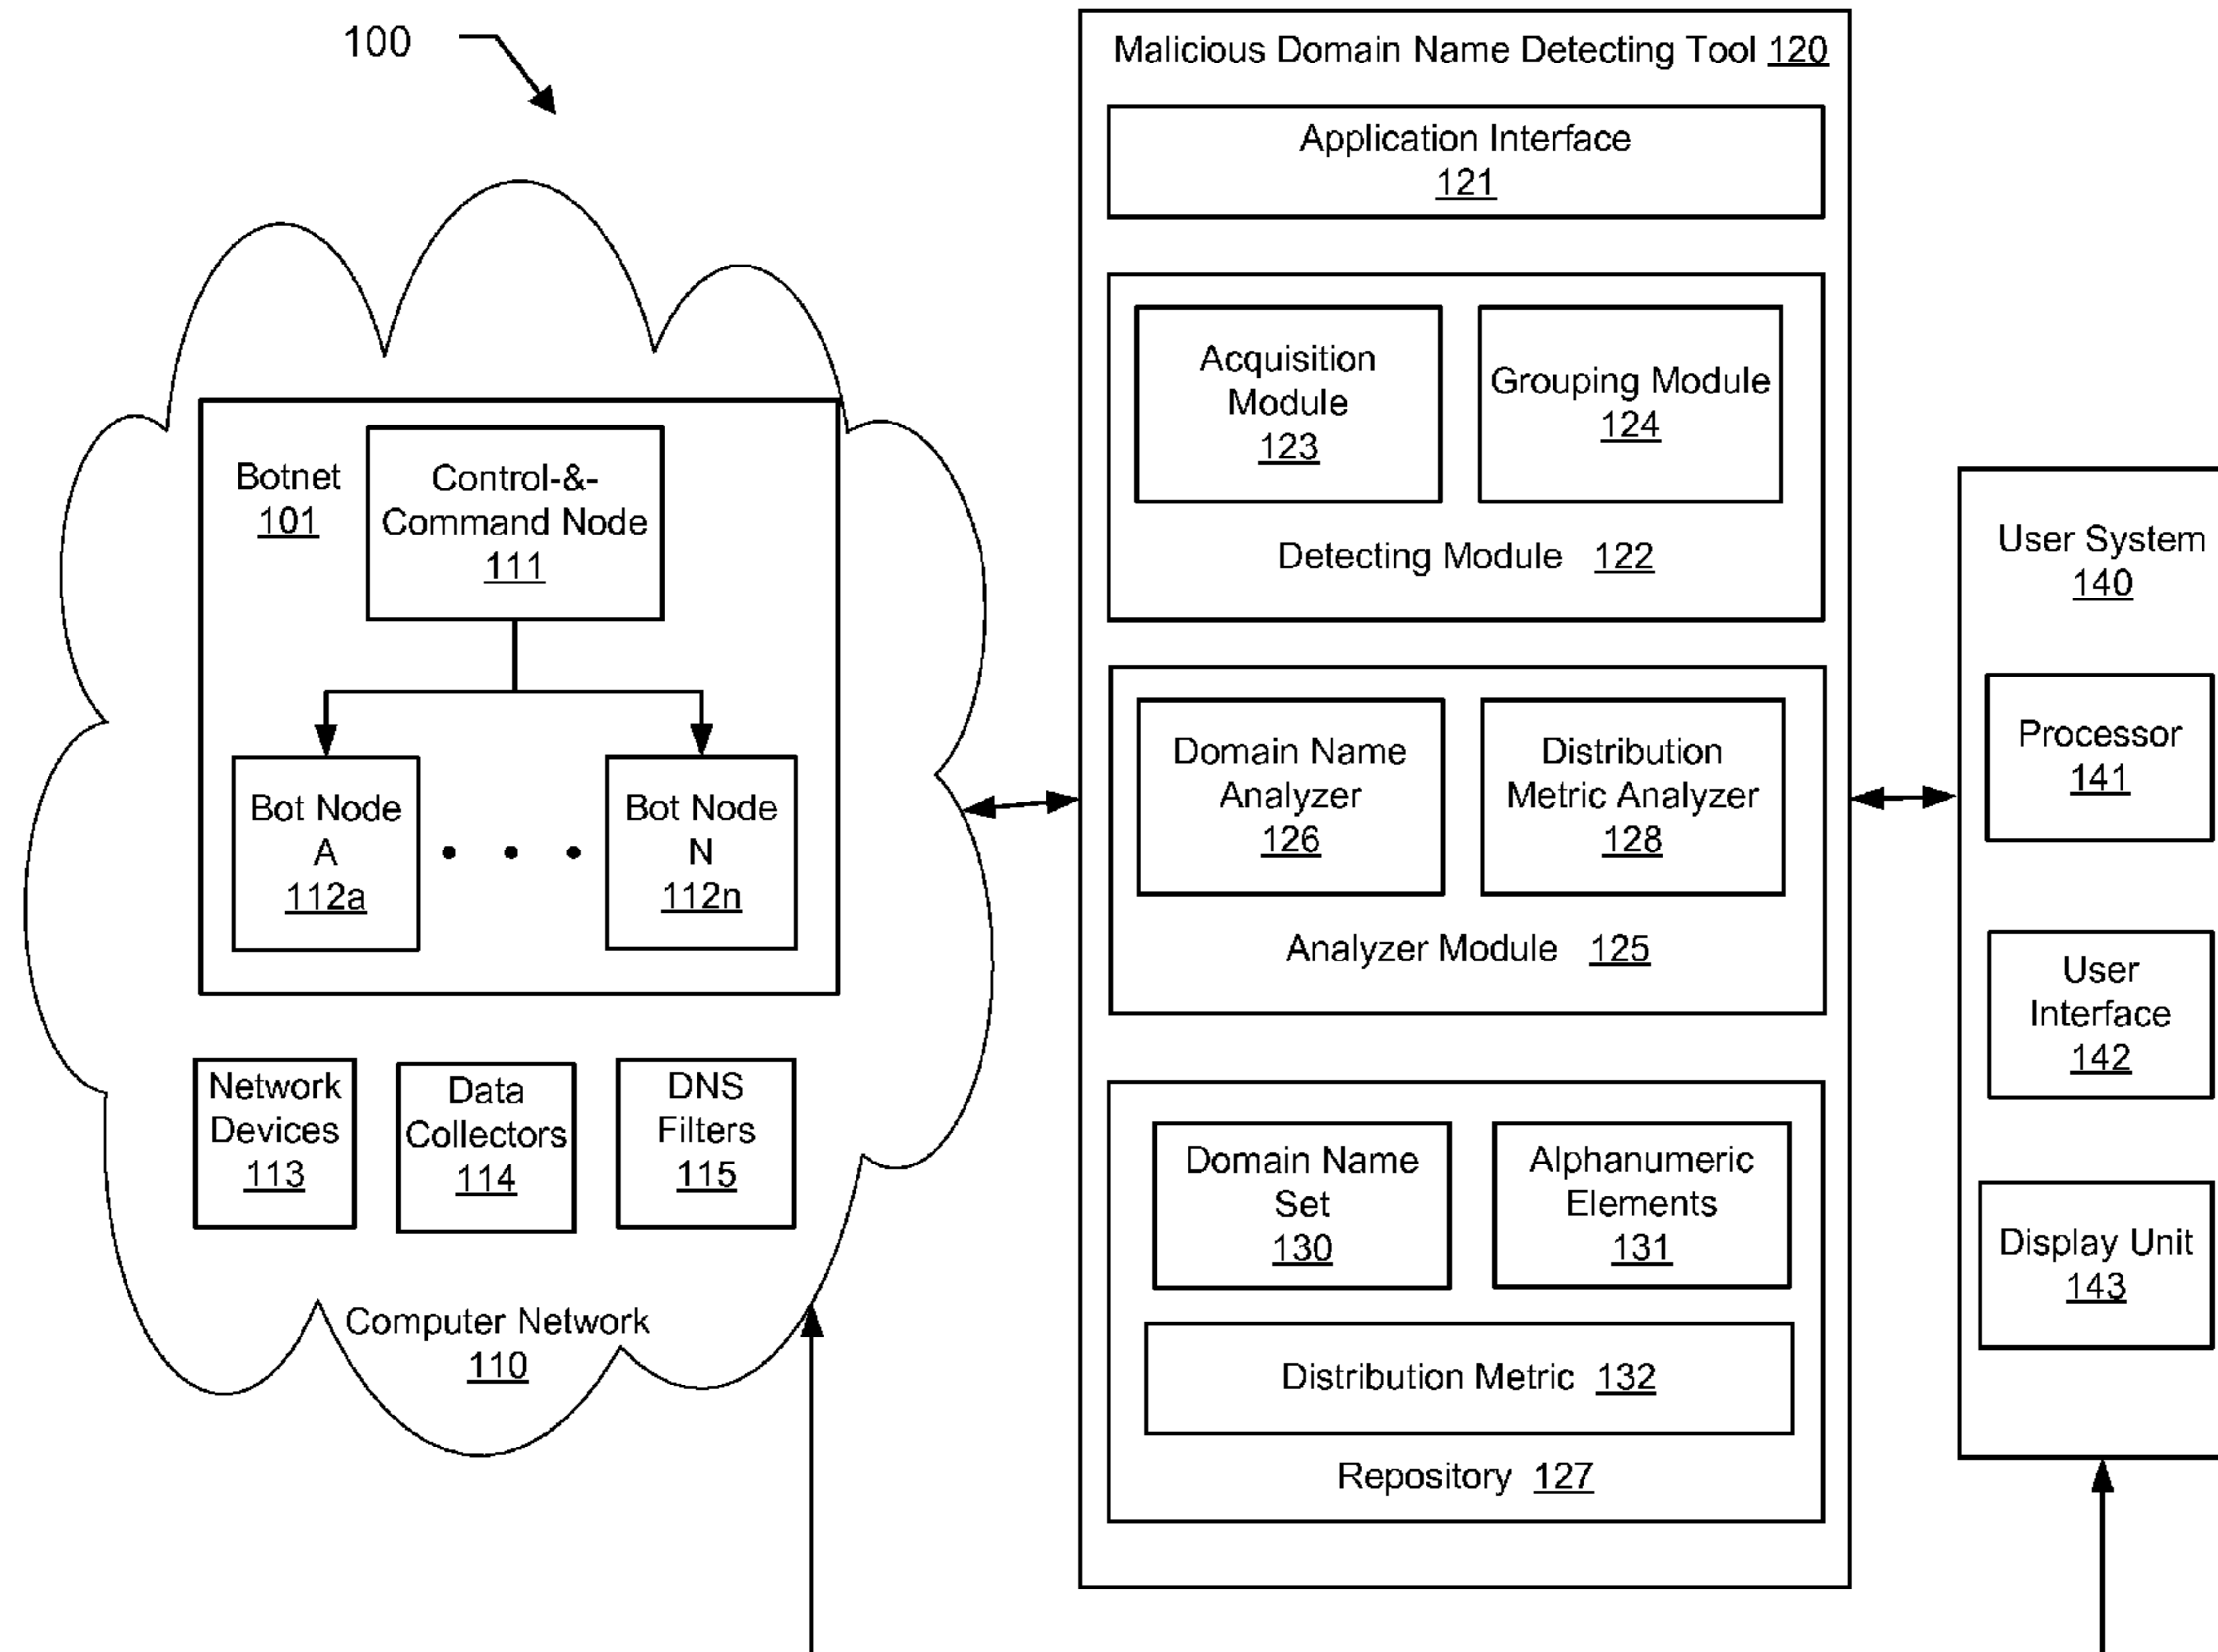 100
Botnet
101
Control-&-
Command Node
111
Bot Node
A
112a
Bot Node
N
112n
Network
Devices
113
Data
Collectors
114
DNS
Filters
115
Computer Network
110
Malicious Domain Name Detecting Tool 120
Application Interface
121
Acquisition
Module
123
Grouping Module
124
Detecting Module 122
Domain Name
Analyzer
126
Distribution
Metric Analyzer
128
Analyzer Module 125
Domain Name
Set
130
Alphanumeric
Elements
131
Distribution Metric 132
Repository 127
User System
140
Processor
141
User
Interface
142
Display Unit
143